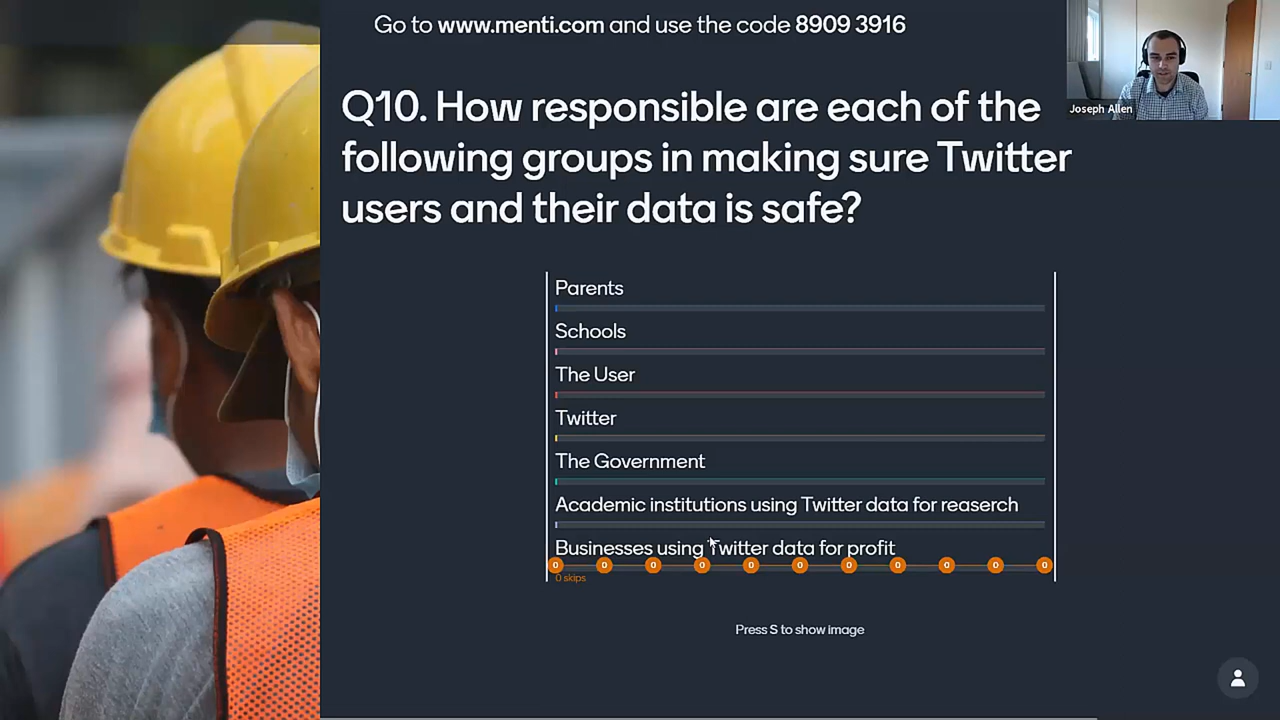 Go to www.menti.com and use the code 8909 3916
Joseph Allen
Q10. How responsible are each of the
following groups in making sure Twitter
users and their data is safe?
Parents
Schools
The User
Twitter
The Government
Academic institutions using Twitter data for reaserch
Businesses using Twitter data for profit
0 0 0 0 0 0 0 0 0 0 0
0 skips
Press S to show image